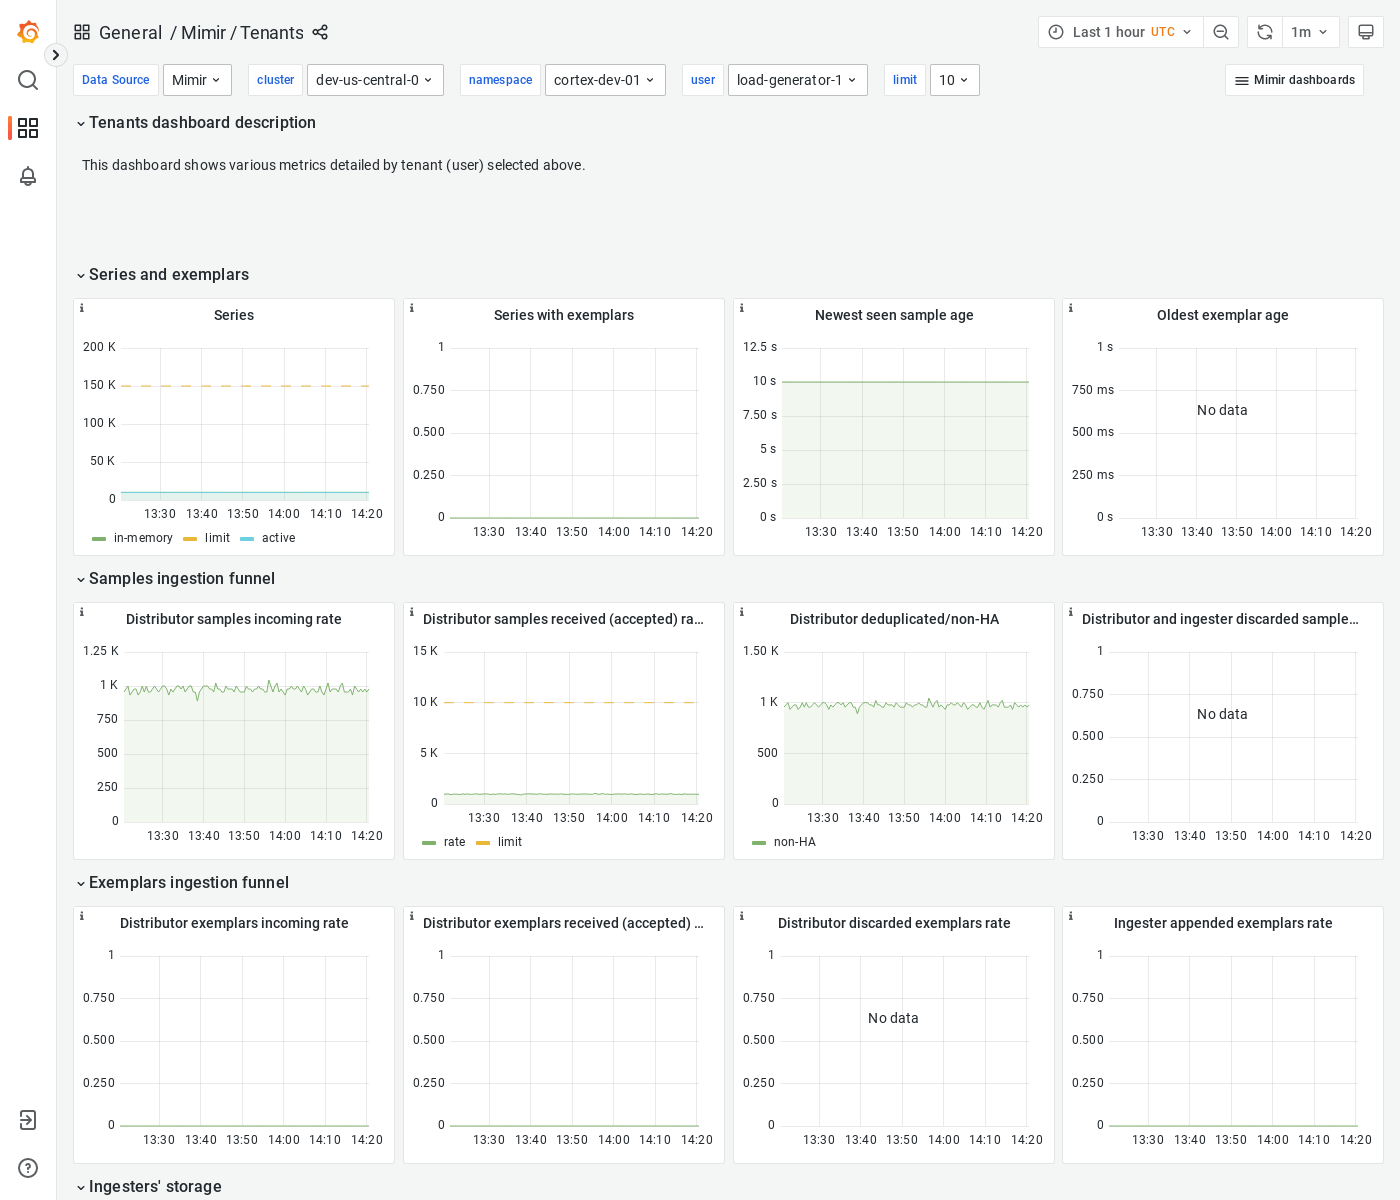 General / Mimir / Tenants
Last 1 hour UTC
1m
Data Source Mimir cluster dev-us-central-0 namespace cortex-dev-01 user load-generator-1 limit 10
Mimir dashboards
Tenants dashboard description
This dashboard shows various metrics detailed by tenant (user) selected above.
Series and exemplars
Series
200 K
150 K
100 K
50 K
0
13:30 13:40 13:50 14:00 14:10 14:20
in-memory limit active
Series with exemplars
1
0.750
0.500
0.250
0
13:30 13:40 13:50 14:00 14:10 14:20
Newest seen sample age
12.5 s
10 s
7.50 s
5 s
2.50 s
0 s
13:30 13:40 13:50 14:00 14:10 14:20
Oldest exemplar age
1 s
750 ms
No data
500 ms
250 ms
0 s
13:30 13:40 13:50 14:00 14:10 14:20
Samples ingestion funnel
Distributor samples incoming rate
1.25 K
1 K
750
500
250
0
13:30 13:40 13:50 14:00 14:10 14:20
Distributor samples received (accepted) ra...
15 K
10 K
5 K
0
13:30 13:40 13:50 14:00 14:10 14:20
rate limit
Distributor deduplicated/non-HA
1.50 K
1 K
500
0
13:30 13:40 13:50 14:00 14:10 14:20
non-HA
Distributor and ingester discarded sample...
1
0.750
No data
0.500
0.250
0
13:30 13:40 13:50 14:00 14:10 14:20
Exemplars ingestion funnel
Distributor exemplars incoming rate
1
0.750
0.500
0.250
0
13:30 13:40 13:50 14:00 14:10 14:20
Distributor exemplars received (accepted) ...
1
0.750
0.500
0.250
0
13:30 13:40 13:50 14:00 14:10 14:20
Distributor discarded exemplars rate
1
0.750
No data
0.500
0.250
0
13:30 13:40 13:50 14:00 14:10 14:20
Ingester appended exemplars rate
1
0.750
0.500
0.250
0
13:30 13:40 13:50 14:00 14:10 14:20
Ingesters' storage